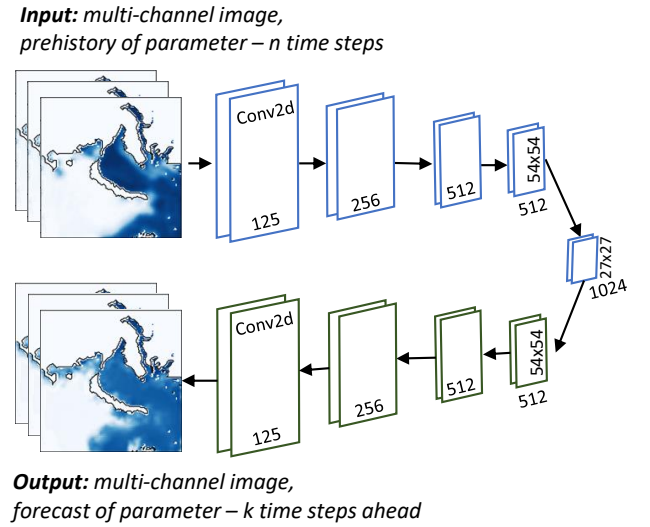 Input: multi-channel image,
prehistory of parameter – n time steps
Conv2d
125
256
512
54x54
512
27x27
1024
Conv2d
125
256
512
54x54
512
Output: multi-channel image,
forecast of parameter – k time steps ahead